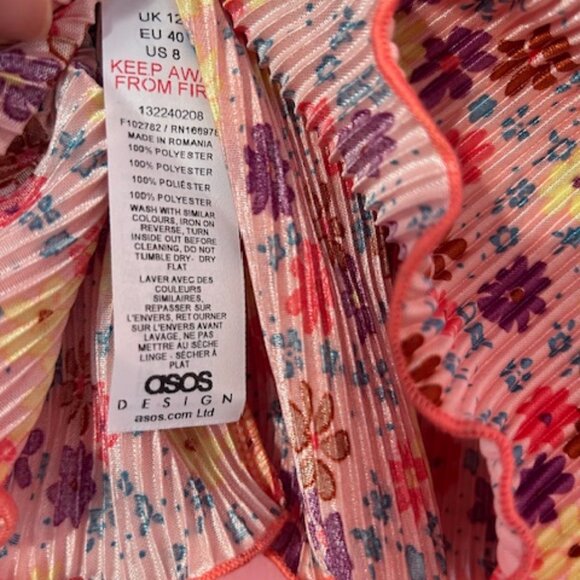 UK 12
EU 40
US 8
KEEP AWAY
FROM FIR
132240208
F102782 / RN166978
MADE IN ROMANIA
100% POLYESTER
100% POLYESTER
100% POLIÉSTER
100% POLYESTER
WASH WITH SIMILAR
COLOURS, IRON ON
REVERSE, TURN
INSIDE OUT BEFORE
CLEANING, DO NOT
TUMBLE DRY- DRY
FLAT
LAVER AVEC DES
COULEURS
SIMILAIRES,
REPASSER SUR
L'ENVERS, RETOURNER
SUR L'ENVERS AVANT
LAVAGE, NE PAS
METTRE AU SÈCHE
LINGE - SÉCHER À
PLAT
asos
DESIGN
asos.com Ltd